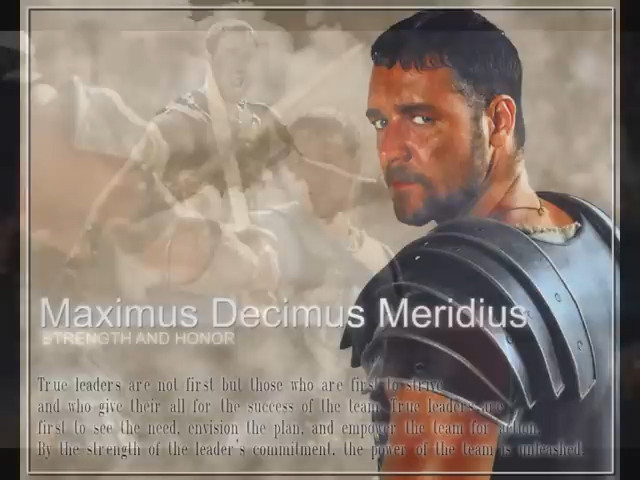 Maximus Decimus Meridius
STRENGTH AND HONOR
True leaders are not first but those who are first to strive
and who give their all for the success of the team. True leaders are
first to see the need, envision the plan, and empower the team for action.
By the strength of the leader's commitment, the power of the team is unleashed.